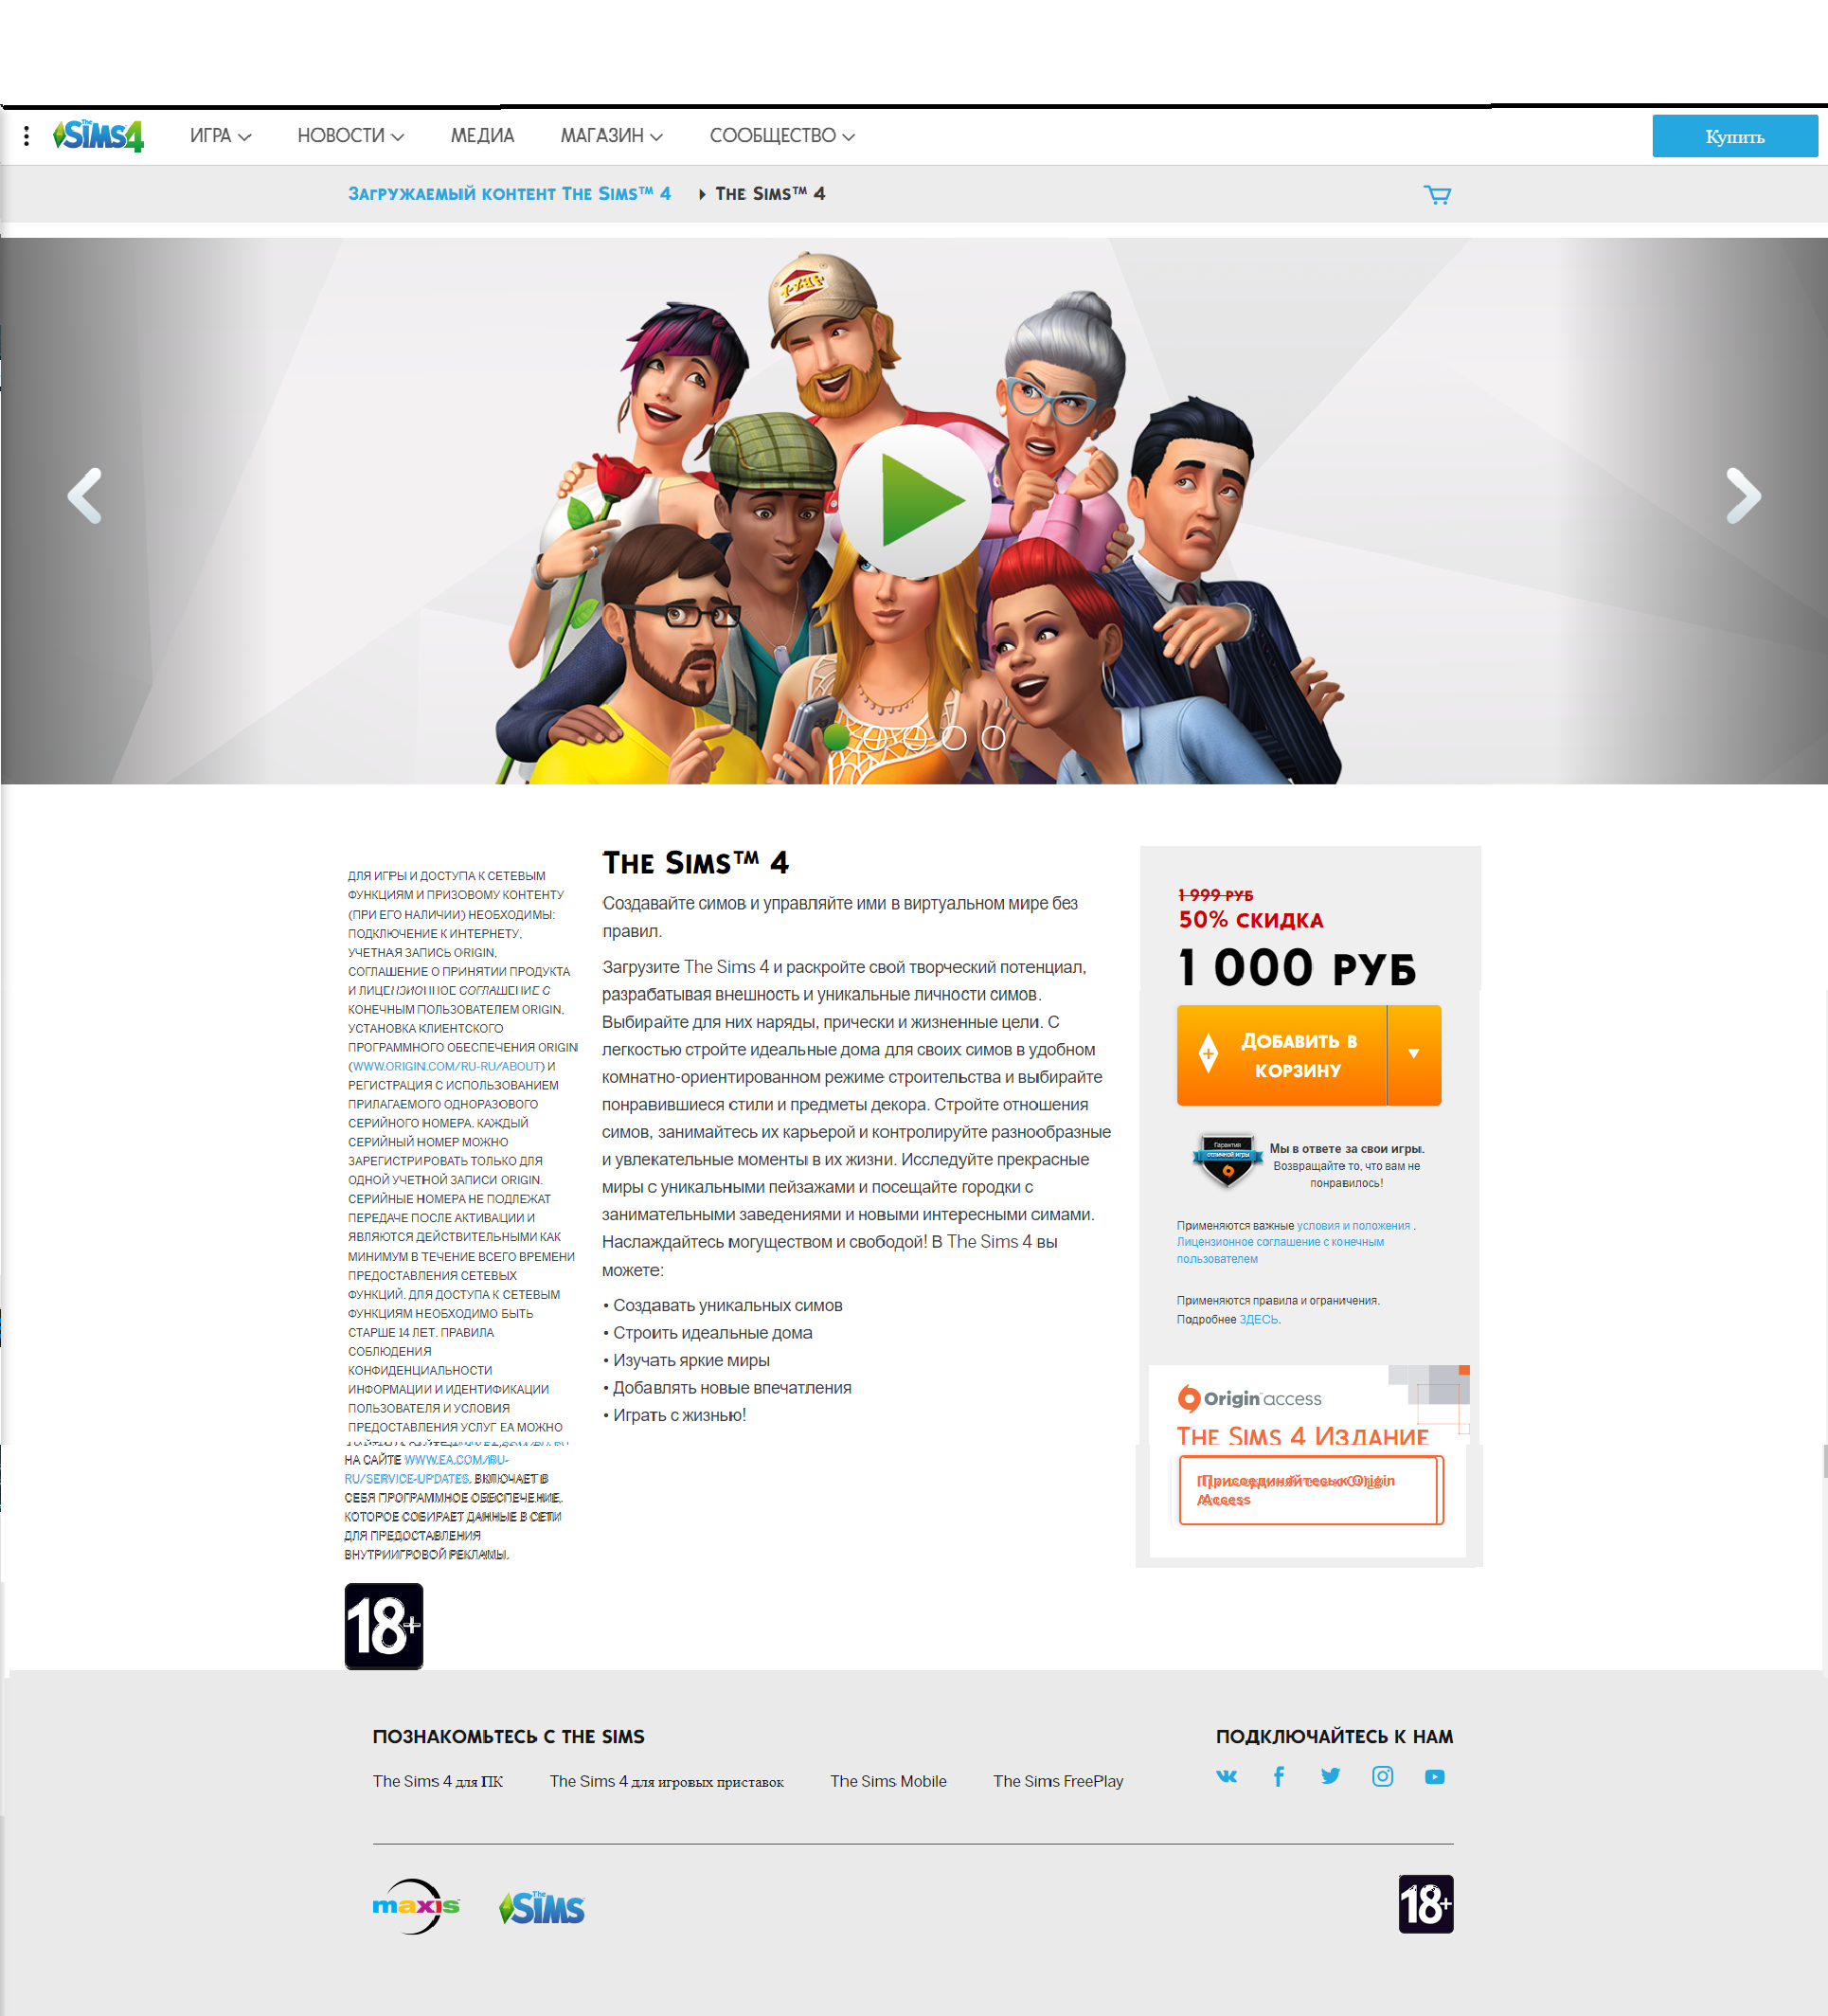 The Sims 4
ИГРА
НОВОСТИ
МЕДИА
МАГАЗИН
СООБЩЕСТВО
Купить
Загружаемый контент The Sims™ 4
The Sims™ 4
ДЛЯ ИГРЫ И ДОСТУПА К СЕТЕВЫМ
ФУНКЦИЯМ И ПРИЗОВОМУ КОНТЕНТУ
(ПРИ ЕГО НАЛИЧИИ) НЕОБХОДИМЫ:
ПОДКЛЮЧЕНИЕ К ИНТЕРНЕТУ,
УЧЕТНАЯ ЗАПИСЬ ORIGIN,
СОГЛАШЕНИЕ О ПРИНЯТИИ ПРОДУКТА
И ЛИЦЕНЗИОННОЕ СОГЛАШЕНИЕ С
КОНЕЧНЫМ ПОЛЬЗОВАТЕЛЕМ ORIGIN,
УСТАНОВКА КЛИЕНТСКОГО
ПРОГРАММНОГО ОБЕСПЕЧЕНИЯ ORIGIN
(WWW.ORIGIN.COM/RU-RU/ABOUT) И
РЕГИСТРАЦИЯ С ИСПОЛЬЗОВАНИЕМ
ПРИЛАГАЕМОГО ОДНОРАЗОВОГО
СЕРИЙНОГО НОМЕРА. КАЖДЫЙ
СЕРИЙНЫЙ НОМЕР МОЖНО
ЗАРЕГИСТРИРОВАТЬ ТОЛЬКО ДЛЯ
ОДНОЙ УЧЕТНОЙ ЗАПИСИ ORIGIN.
СЕРИЙНЫЕ НОМЕРА НЕ ПОДЛЕЖАТ
ПЕРЕДАЧЕ ПОСЛЕ АКТИВАЦИИ И
ЯВЛЯЮТСЯ ДЕЙСТВИТЕЛЬНЫМИ КАК
МИНИМУМ В ТЕЧЕНИЕ ВСЕГО ВРЕМЕНИ
ПРЕДОСТАВЛЕНИЯ СЕТЕВЫХ
ФУНКЦИЙ. ДЛЯ ДОСТУПА К СЕТЕВЫМ
ФУНКЦИЯМ НЕОБХОДИМО БЫТЬ
СТАРШЕ 14 ЛЕТ. ПРАВИЛА
СОБЛЮДЕНИЯ
КОНФИДЕНЦИАЛЬНОСТИ
ИНФОРМАЦИИ И ИДЕНТИФИКАЦИИ
ПОЛЬЗОВАТЕЛЯ И УСЛОВИЯ
ПРЕДОСТАВЛЕНИЯ УСЛУГ EA МОЖНО
НА САЙТЕ WWW.EA.COM/RU-
RU/SERVICE-UPDATES. ВКЛЮЧАЕТ В
СЕБЯ ПРОГРАММНОЕ ОБЕСПЕЧЕНИЕ,
КОТОРОЕ СОБИРАЕТ ДАННЫЕ В СЕТИ
ДЛЯ ПРЕДОСТАВЛЕНИЯ
ВНУТРИИГРОВОЙ РЕКЛАМЫ.
18+
The Sims™ 4
Создавайте симов и управляйте ими в виртуальном мире без
правил.
Загрузите The Sims 4 и раскройте свой творческий потенциал,
разрабатывая внешность и уникальные личности симов.
Выбирайте для них наряды, прически и жизненные цели. С
легкостью стройте идеальные дома для своих симов в удобном
комнатно-ориентированном режиме строительства и выбирайте
понравившиеся стили и предметы декора. Стройте отношения
симов, занимайтесь их карьерой и контролируйте разнообразные
и увлекательные моменты в их жизни. Исследуйте прекрасные
миры с уникальными пейзажами и посещайте городки с
занимательными заведениями и новыми интересными симами.
Наслаждайтесь могуществом и свободой! В The Sims 4 вы
можете:
• Создавать уникальных симов
• Строить идеальные дома
• Изучать яркие миры
• Добавлять новые впечатления
• Играть с жизнью!
1 999 РУБ
50% СКИДКА
1 000 РУБ
Добавить в
корзину
Гарантия
отличной игры
Мы в ответе за свои игры.
Возвращайте то, что вам не
понравилось!
Применяются важные условия и положения .
Лицензионное соглашение с конечным
пользователем
Применяются правила и ограничения.
Подробнее ЗДЕСЬ.
Origin access
The Sims 4 Издание
Присоединяйтесь к Origin
Access
ПОЗНАКОМЬТЕСЬ С THE SIMS
The Sims 4 для ПК
The Sims 4 для игровых приставок
The Sims Mobile
The Sims FreePlay
ПОДКЛЮЧАЙТЕСЬ К НАМ
maxis
The Sims
18+